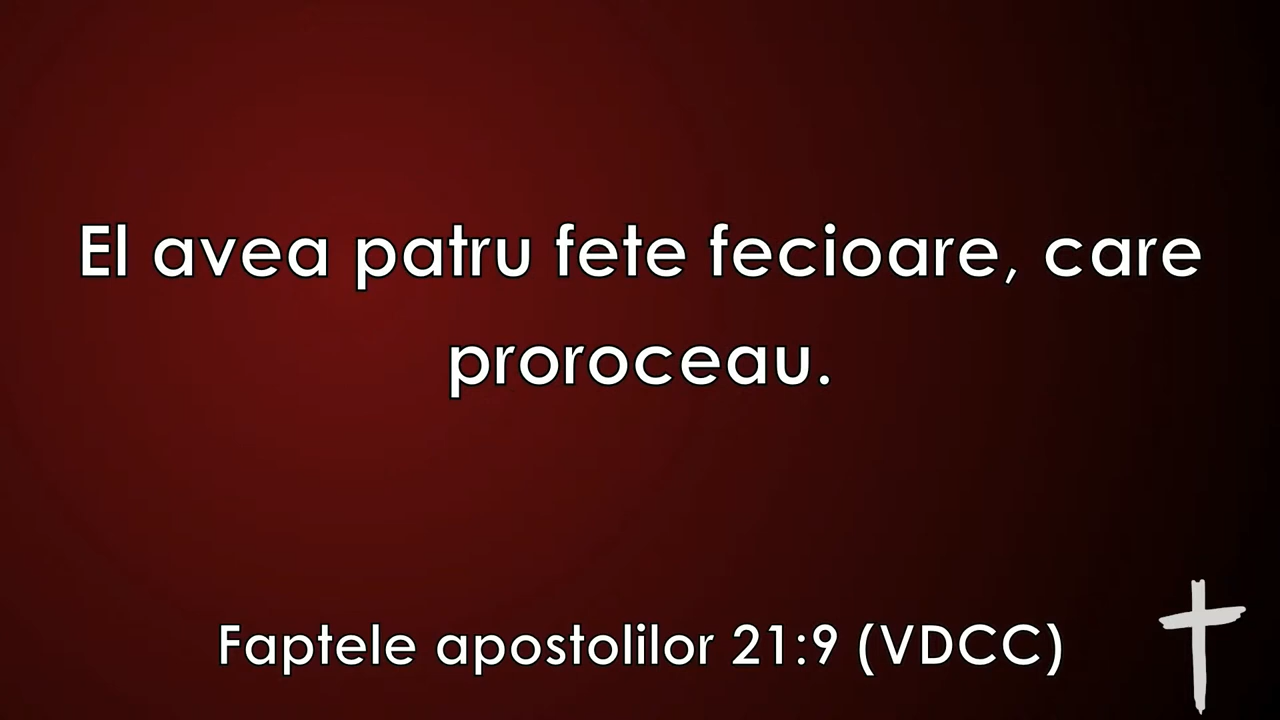 El avea patru fete fecioare, care
proroceau.
Faptele apostolilor 21:9 (VDCC)